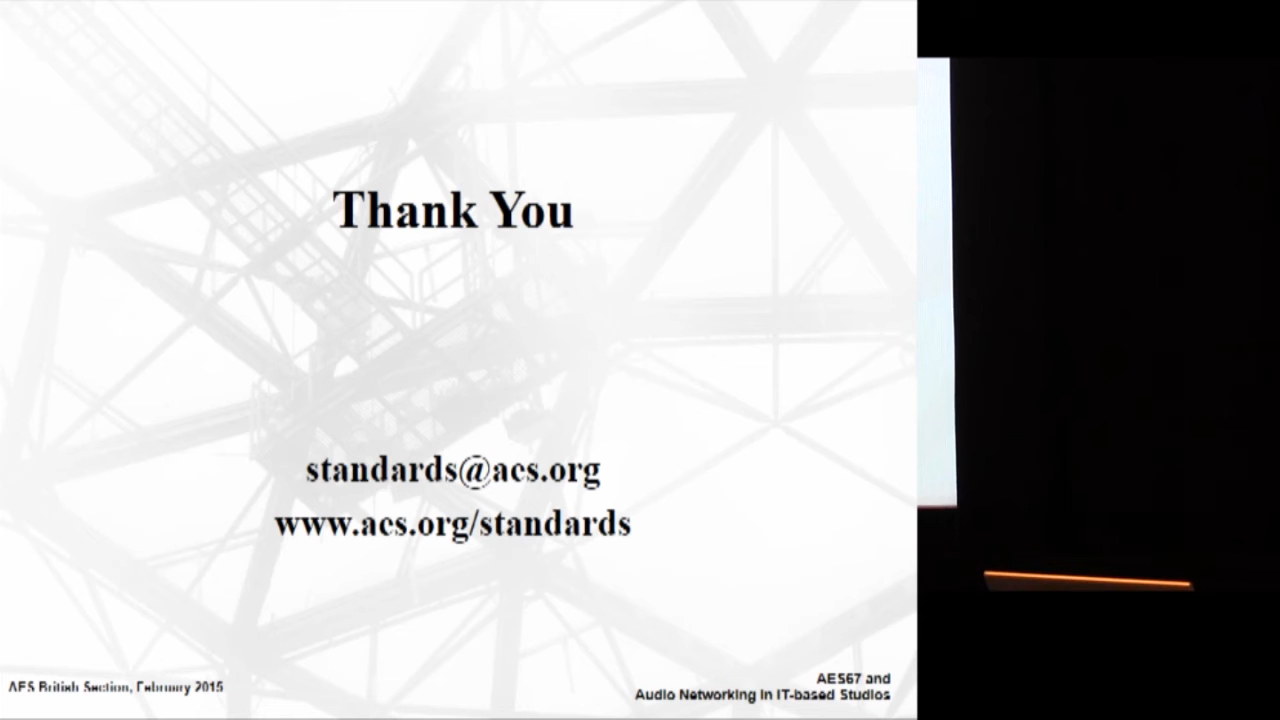 Thank You
standards@aes.org
www.aes.org/standards
AES British Section, February 2015
AES67 and
Audio Networking in IT-based Studios